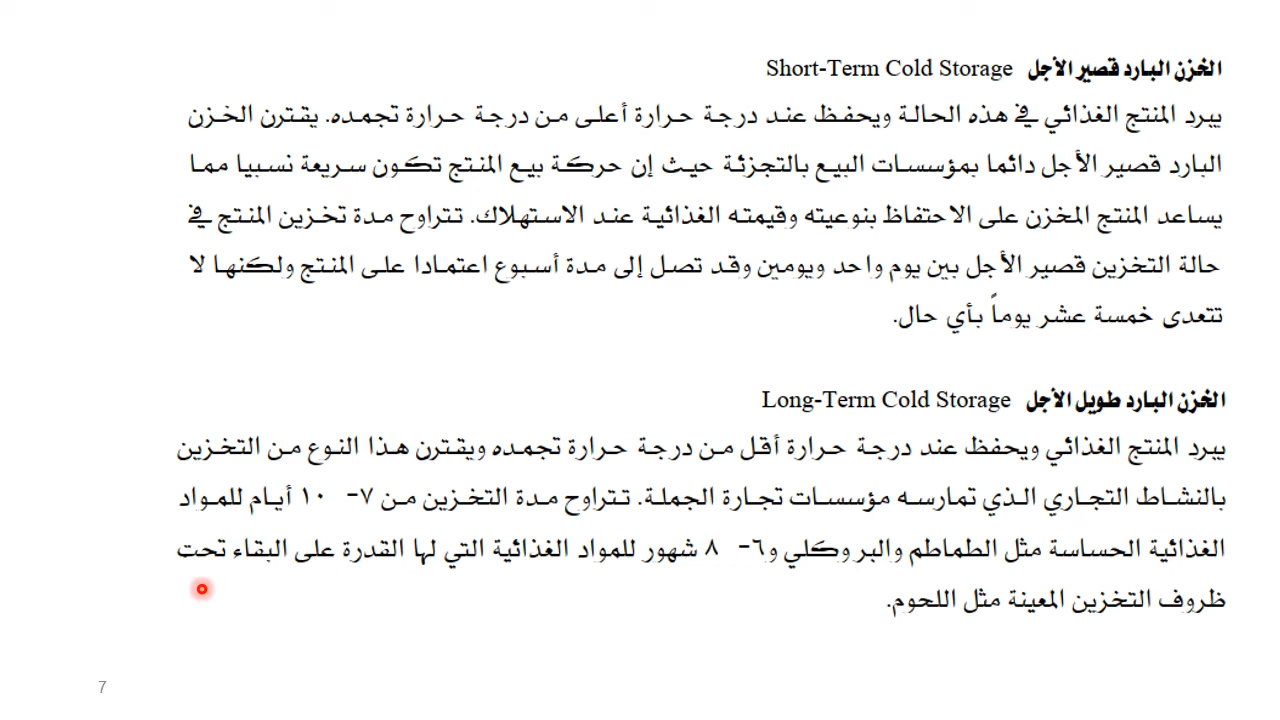 الخزن البارد قصير الأجل Short-Term Cold Storage
يبرد المنتج الغذائي في هذه الحالة ويحفظ عند درجة حرارة أعلى من درجة حرارة تجمده. يقترن الخزن
البارد قصير الأجل دائما بمؤسسات البيع بالتجزئة حيث إن حركة بيع المنتج تكون سريعة نسبيا مما
يساعد المنتج المخزن على الاحتفاظ بنوعيته وقيمته الغذائية عند الاستهلاك. تتراوح مدة تخزين المنتج في
حالة التخزين قصير الأجل بين يوم واحد ويومين وقد تصل إلى مدة أسبوع اعتمادا على المنتج ولكنها لا
تتعدى خمسة عشر يوماً بأي حال.
الخزن البارد طويل الأجل Long-Term Cold Storage
يبرد المنتج الغذائي ويحفظ عند درجة حرارة أقل من درجة حرارة تجمده ويقترن هذا النوع من التخزين
بالنشاط التجاري الذي تمارسه مؤسسات تجارة الجملة. تتراوح مدة التخزين من ٧- ١٠ أيام للمواد
الغذائية الحساسة مثل الطماطم والبروكلي و٦- ٨ شهور للمواد الغذائية التي لها القدرة على البقاء تحت
ظروف التخزين المعينة مثل اللحوم.
7